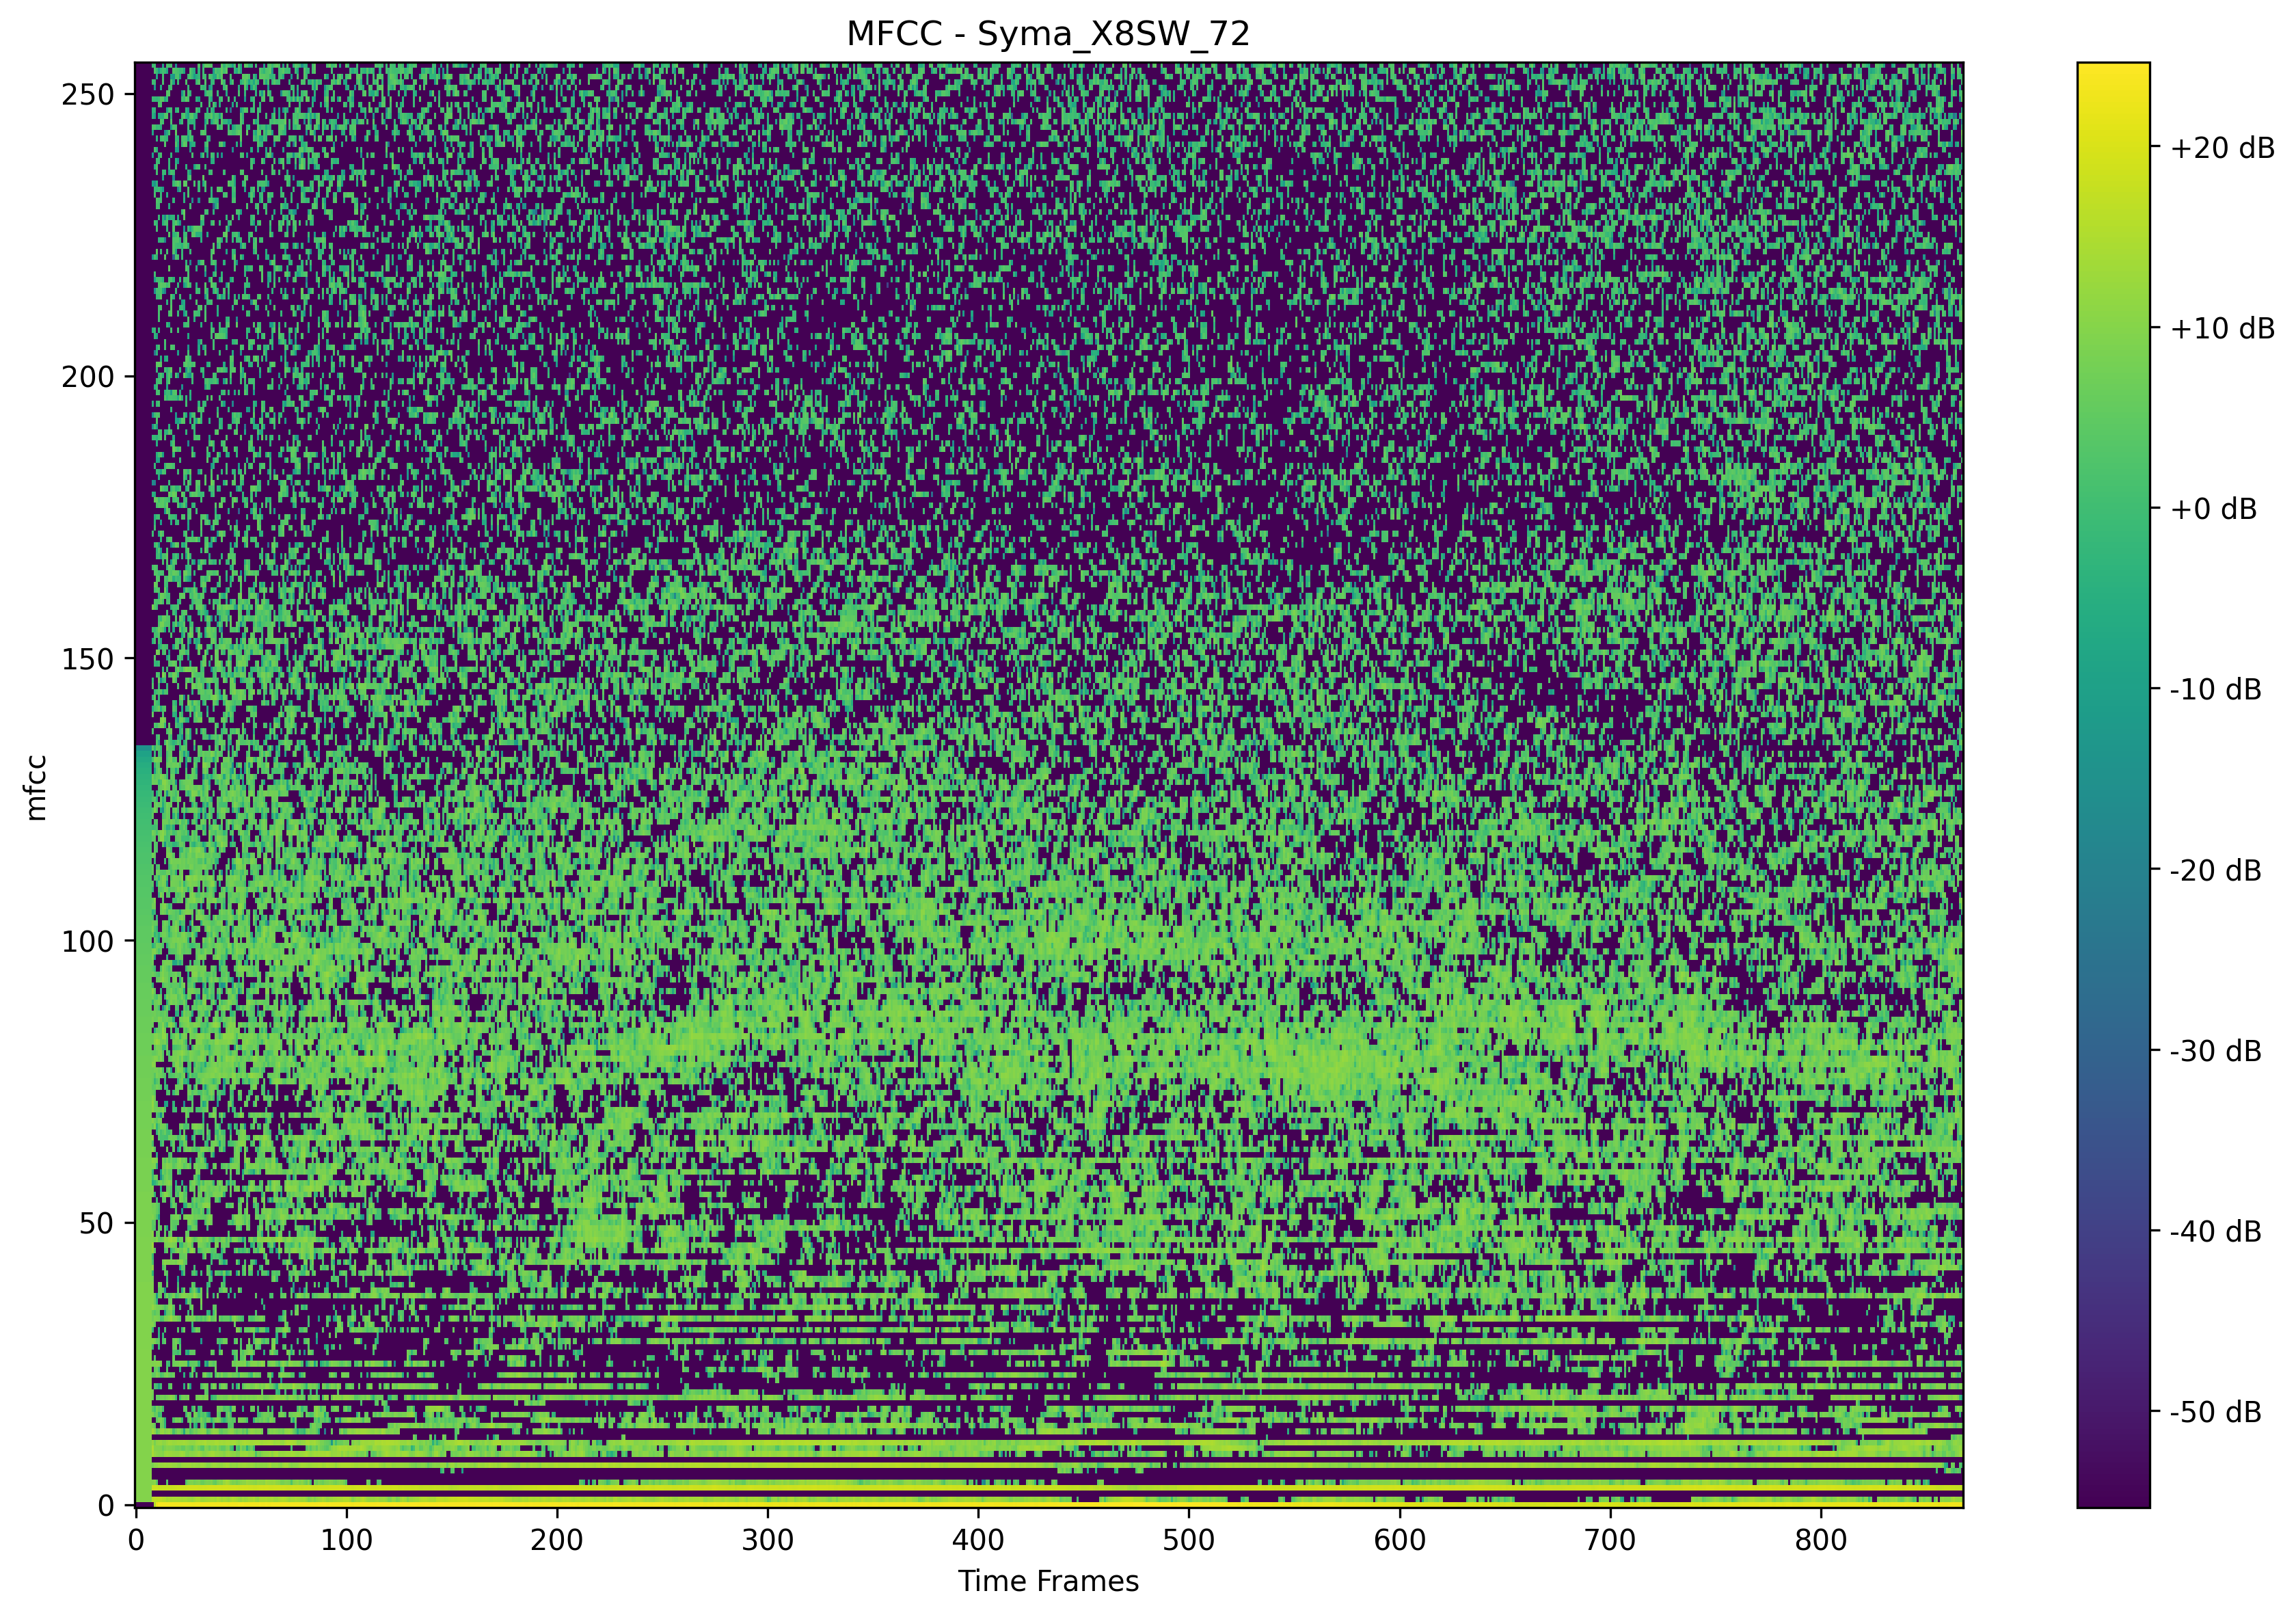 MFCC - Syma_X8SW_72
250
200
150
100
50
0
mfcc
0 100 200 300 400 500 600 700 800
Time Frames
+20 dB
+10 dB
+0 dB
-10 dB
-20 dB
-30 dB
-40 dB
-50 dB